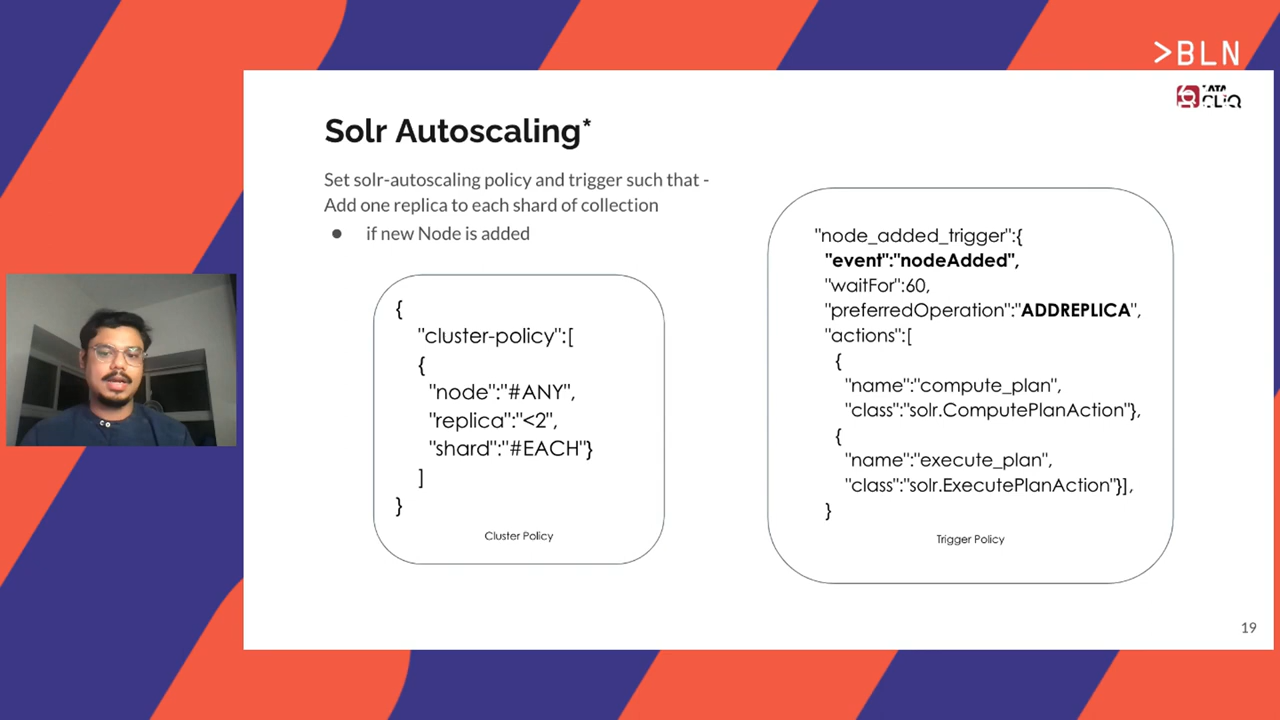 >BLN
TATA
CLiQ
Solr Autoscaling*
Set solr-autoscaling policy and trigger such that -
Add one replica to each shard of collection
● if new Node is added
{
"cluster-policy":[
{
"node":"#ANY",
"replica":"<2",
"shard":"#EACH"}
]
}
Cluster Policy
"node_added_trigger":{
"event":"nodeAdded",
"waitFor":60,
"preferredOperation":"ADDREPLICA",
"actions":[
{
"name":"compute_plan",
"class":"solr.ComputePlanAction"},
{
"name":"execute_plan",
"class":"solr.ExecutePlanAction"}],
}
Trigger Policy
19